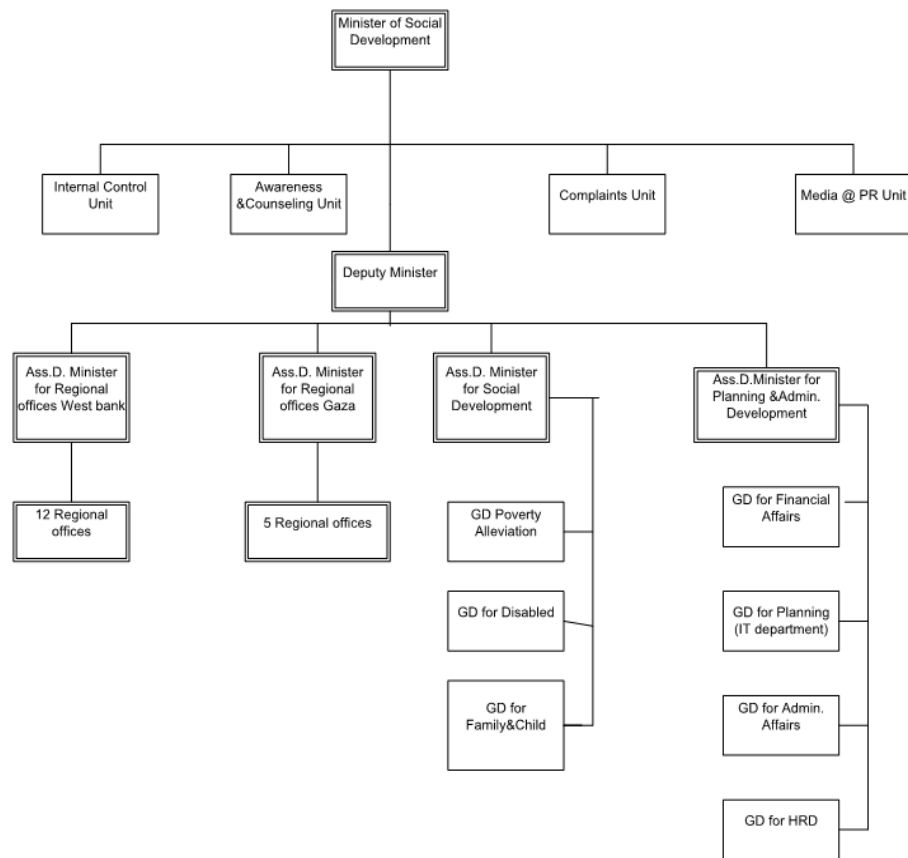 Minister of Social
Development
Internal Control
Unit
Awareness
&Counseling Unit
Complaints Unit
Media @ PR Unit
Deputy Minister
Ass.D. Minister
for Regional
offices West bank
Ass.D. Minister
for Regional
offices Gaza
Ass.D. Minister
for Social
Development
Ass.D.Minister for
Planning &Admin.
Development
12 Regional
offices
5 Regional offices
GD Poverty
Alleviation
GD for Disabled
GD for
Family&Child
GD for Financial
Affairs
GD for Planning
(IT department)
GD for Admin.
Affairs
GD for HRD